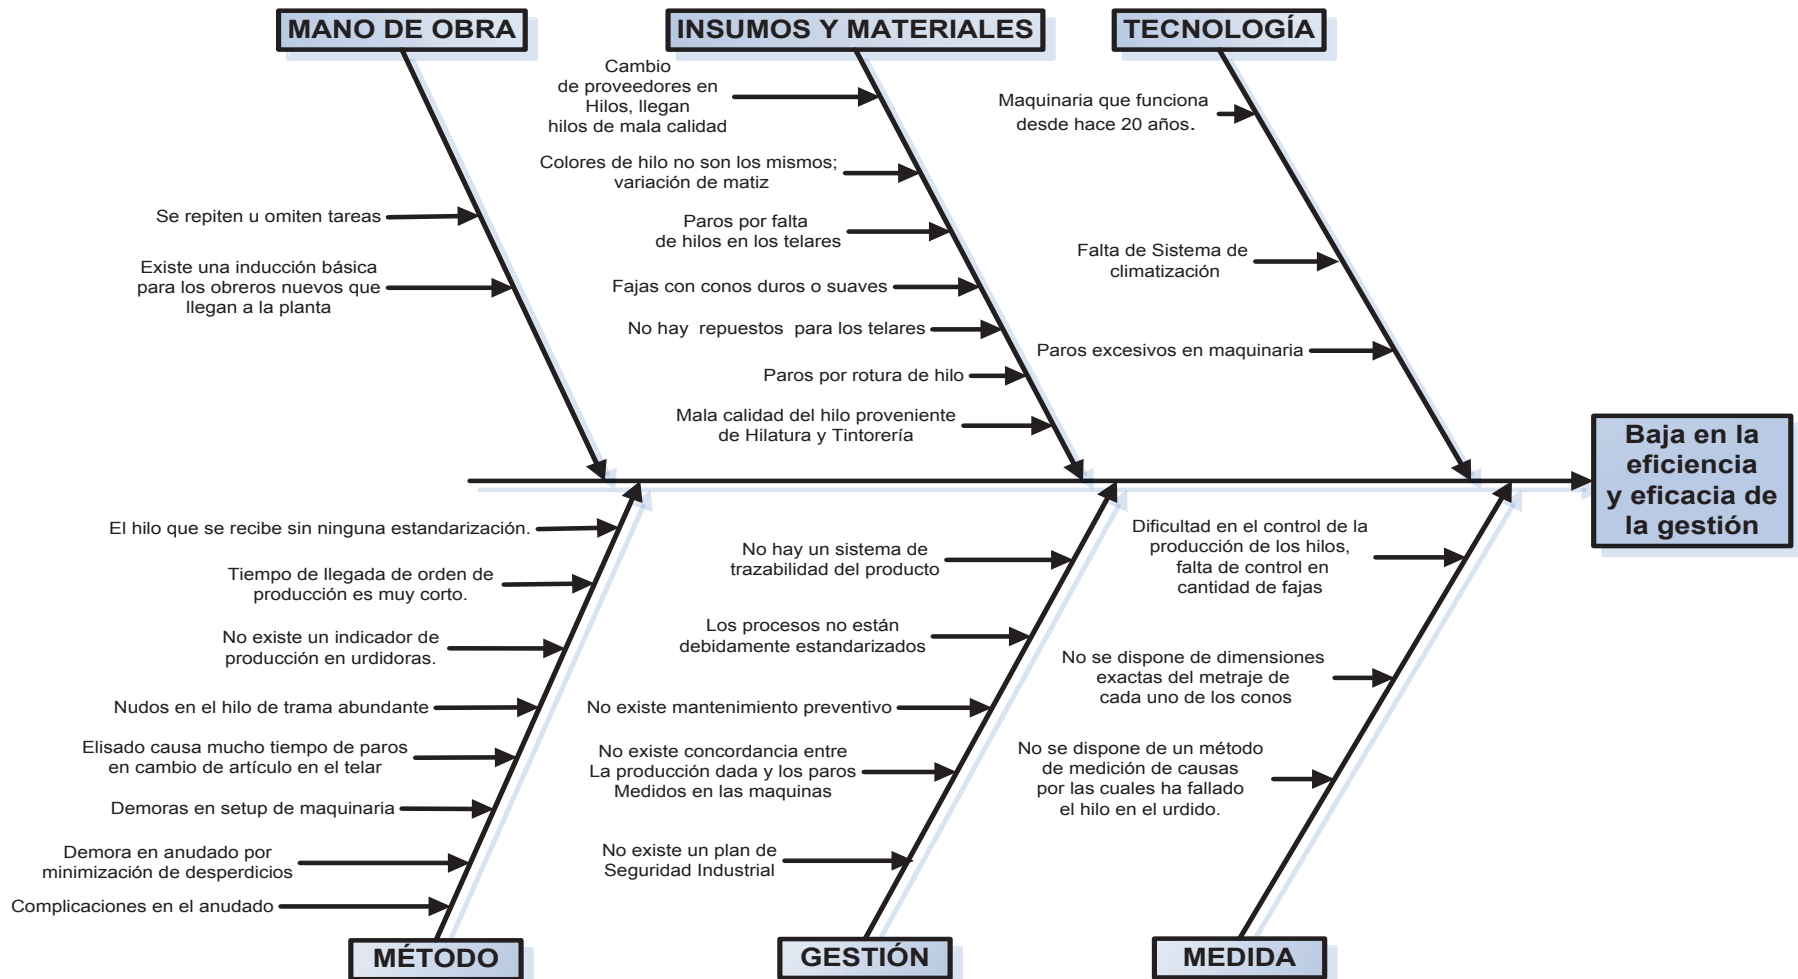 MANO DE OBRA
INSUMOS Y MATERIALES
TECNOLOGÍA
Se repiten u omiten tareas
Existe una inducción básica
para los obreros nuevos que
llegan a la planta
Cambio
de proveedores en
Hilos, llegan
hilos de mala calidad
Colores de hilo no son los mismos;
variación de matiz
Paros por falta
de hilos en los telares
Fajas con conos duros o suaves
No hay repuestos para los telares
Paros por rotura de hilo
Mala calidad del hilo proveniente
de Hilatura y Tintorería
Maquinaria que funciona
desde hace 20 años.
Falta de Sistema de
climatización
Paros excesivos en maquinaria
Baja en la
eficiencia
y eficacia de
la gestión
El hilo que se recibe sin ninguna estandarización.
Tiempo de llegada de orden de
producción es muy corto.
No existe un indicador de
producción en urdidoras.
Nudos en el hilo de trama abundante
Elisado causa mucho tiempo de paros
en cambio de artículo en el telar
Demoras en setup de maquinaria
Demora en anudado por
minimización de desperdicios
Complicaciones en el anudado
No hay un sistema de
trazabilidad del producto
Los procesos no están
debidamente estandarizados
No existe mantenimiento preventivo
No existe concordancia entre
La producción dada y los paros
Medidos en las maquinas
No existe un plan de
Seguridad Industrial
Dificultad en el control de la
producción de los hilos,
falta de control en
cantidad de fajas
No se dispone de dimensiones
exactas del metraje de
cada uno de los conos
No se dispone de un método
de medición de causas
por las cuales ha fallado
el hilo en el urdido.
MÉTODO
GESTIÓN
MEDIDA